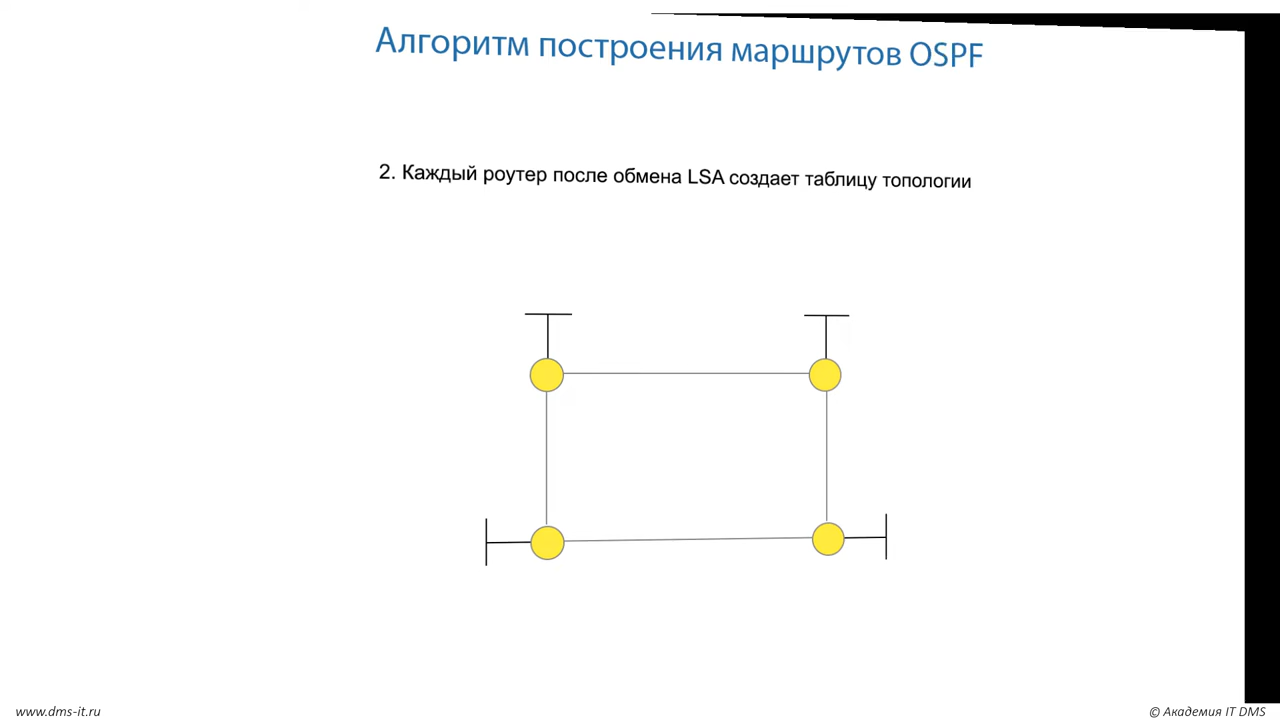 Алгоритм построения маршрутов OSPF
2. Каждый роутер после обмена LSA создает таблицу топологии
www.dms-it.ru
© Академия IT DMS